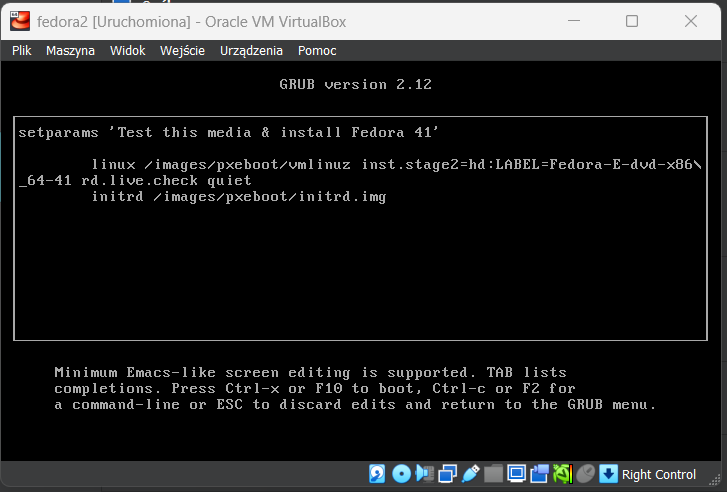 fedora2 [Uruchomiona] - Oracle VM VirtualBox
Plik Maszyna Widok Wejście Urządzenia Pomoc
GRUB version 2.12
setparams 'Test this media & install Fedora 41'
linux /images/pxeboot/vmlinuz inst.stage2=hd:LABEL=Fedora-E-dvd-x86\
_64-41 rd.live.check quiet
initrd /images/pxeboot/initrd.img
Minimum Emacs-like screen editing is supported. TAB lists
completions. Press Ctrl-x or F10 to boot, Ctrl-c or F2 for
a command-line or ESC to discard edits and return to the GRUB menu.
Right Control